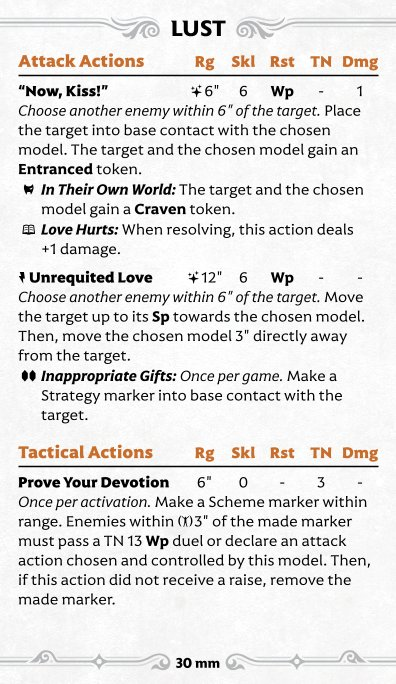 LUST
Attack Actions Rg Skl Rst TN Dmg
“Now, Kiss!” 6" 6 Wp - 1
Choose another enemy within 6" of the target. Place
the target into base contact with the chosen
model. The target and the chosen model gain an
Entranced token.
In Their Own World: The target and the chosen
model gain a Craven token.
Love Hurts: When resolving, this action deals
+1 damage.
Unrequited Love 12" 6 Wp - -
Choose another enemy within 6" of the target. Move
the target up to its Sp towards the chosen model.
Then, move the chosen model 3" directly away
from the target.
Inappropriate Gifts: Once per game. Make a
Strategy marker into base contact with the
target.
Tactical Actions Rg Skl Rst TN Dmg
Prove Your Devotion 6" 0 - 3 -
Once per activation. Make a Scheme marker within
range. Enemies within 3" of the made marker
must pass a TN 13 Wp duel or declare an attack
action chosen and controlled by this model. Then,
if this action did not receive a raise, remove the
made marker.
30 mm